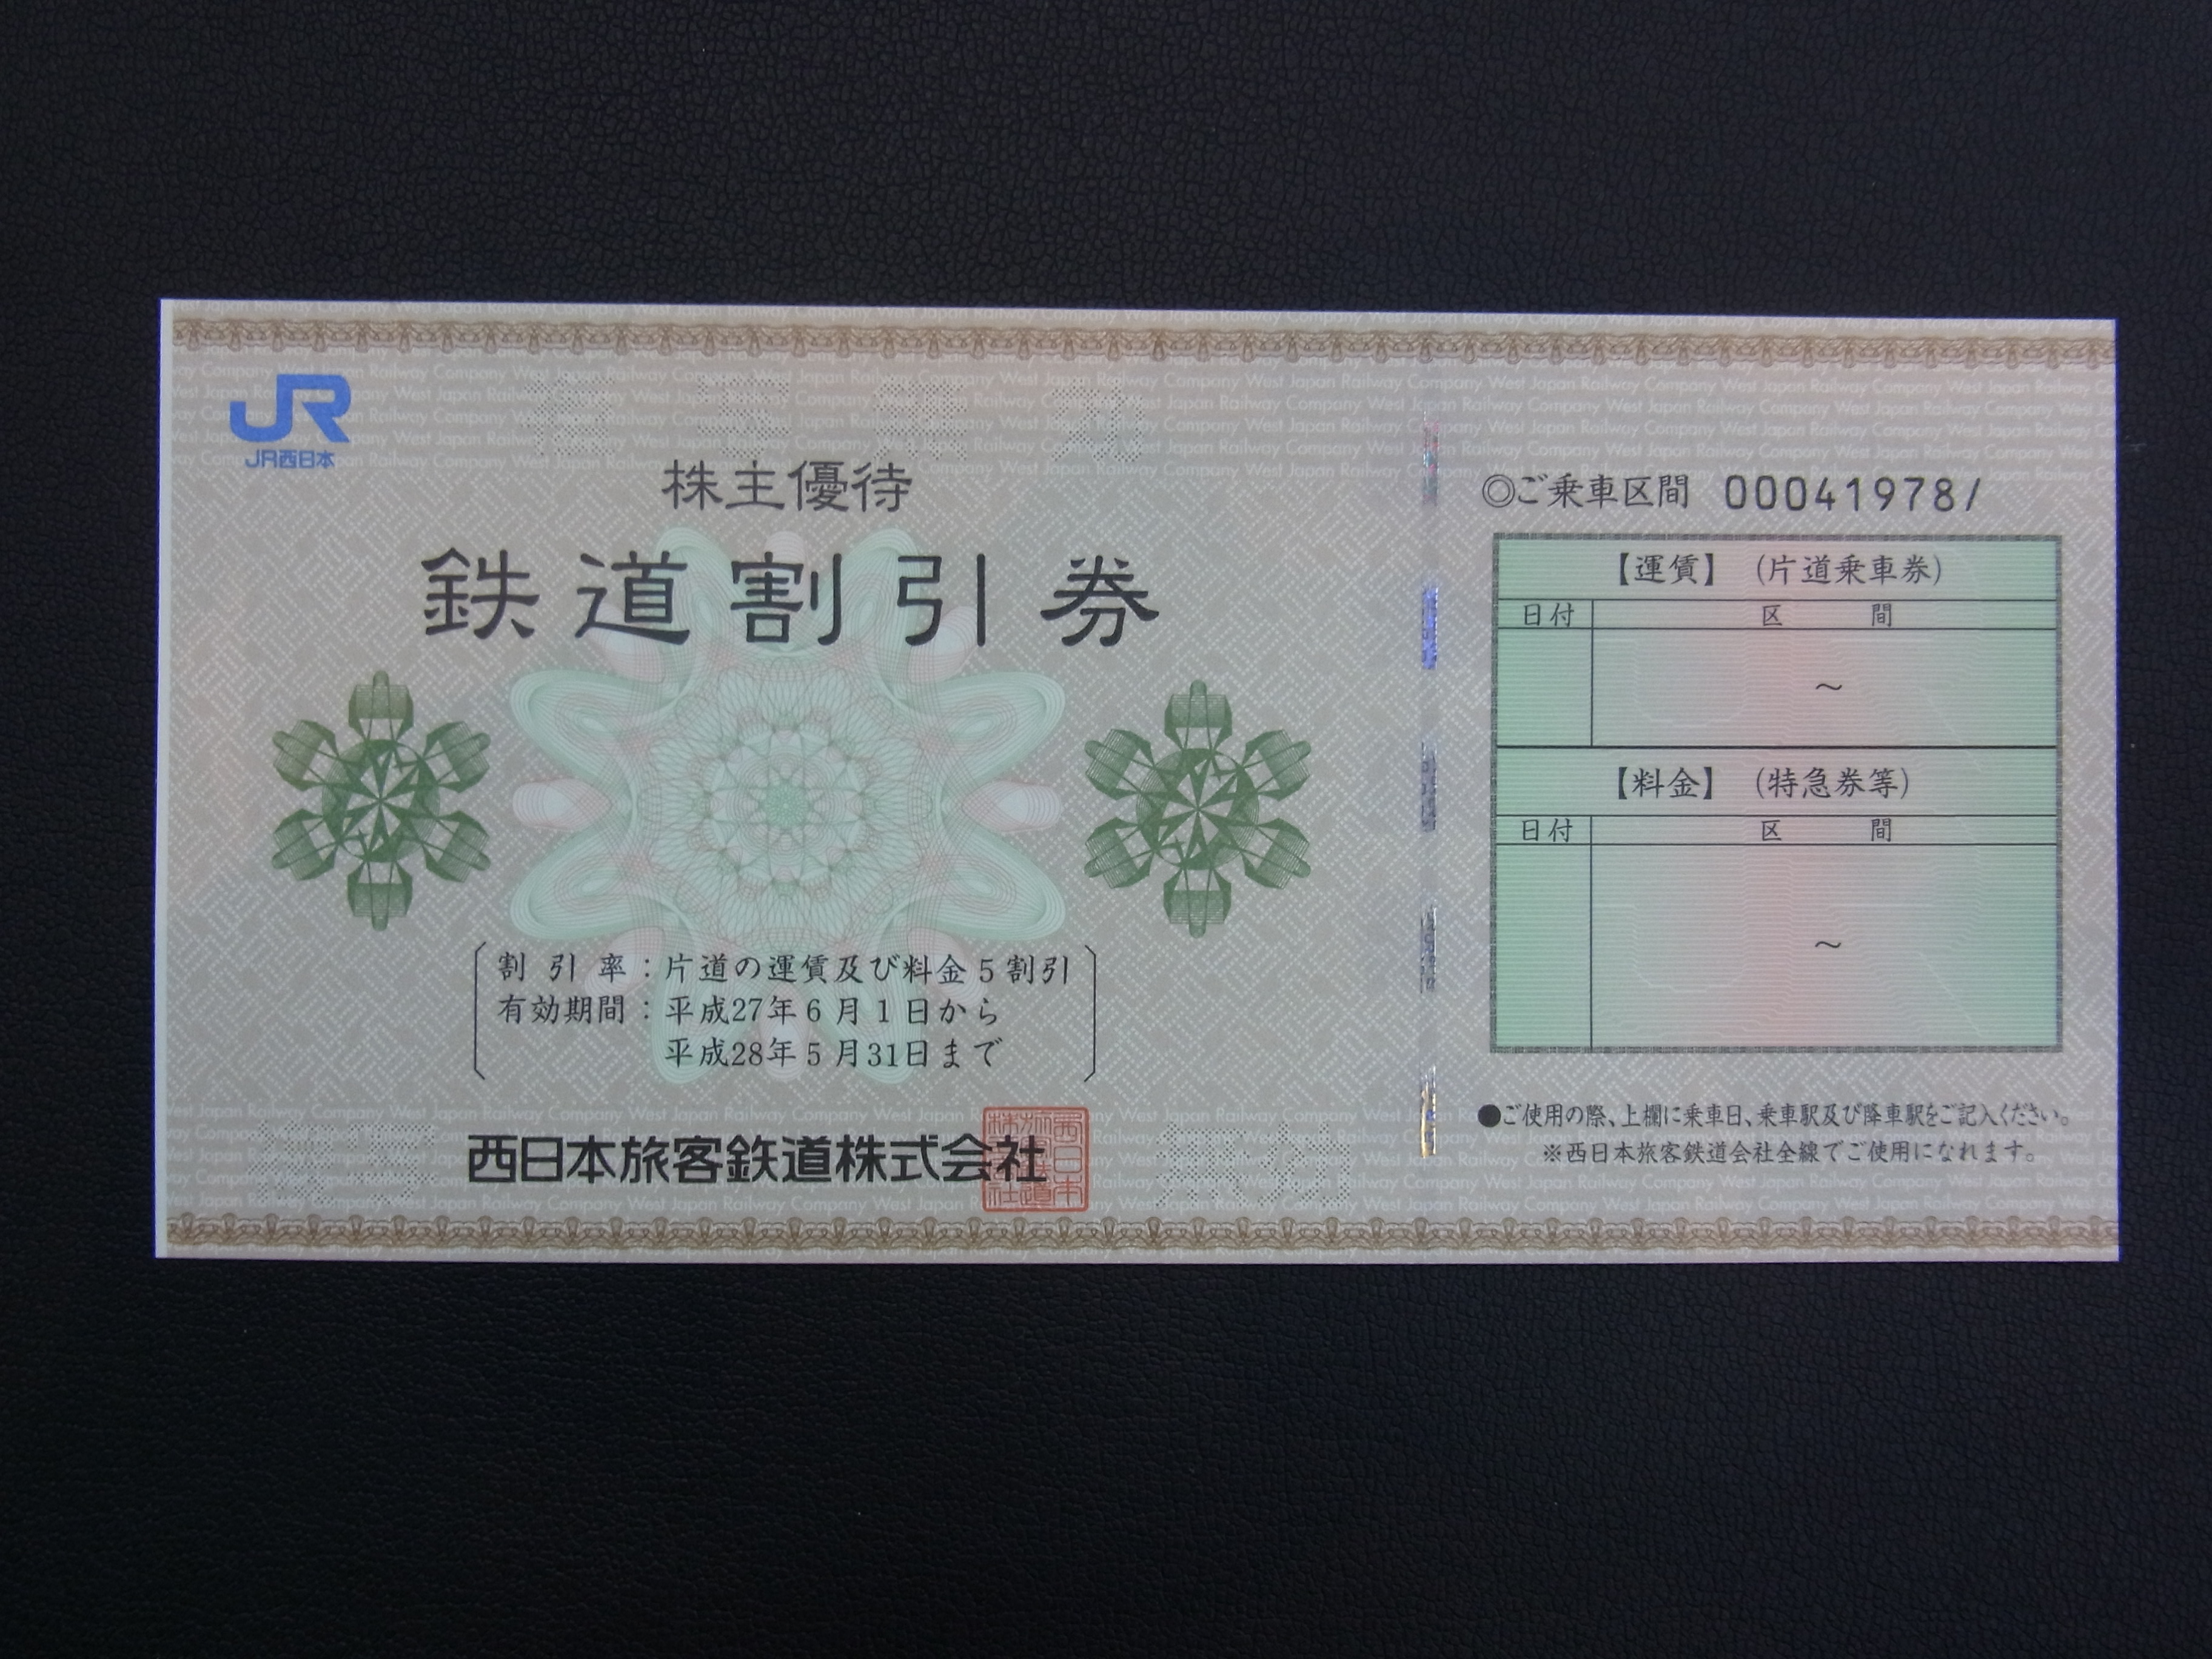 JR
JR西日本
株主優待
鉄道割引券
割引率：片道の運賃及び料金5割引
有効期間：平成27年6月1日から
平成28年5月31日まで
西日本旅客鉄道株式会社
◎ご乗車区間 00041978/
【運賃】（片道乗車券）
日付 区間
～
【料金】（特急券等）
日付 区間
～
●ご使用の際、上欄に乗車日、乗車駅及び降車駅をご記入ください。
※西日本旅客鉄道会社全線でご使用になれます。
West Japan Railway Company